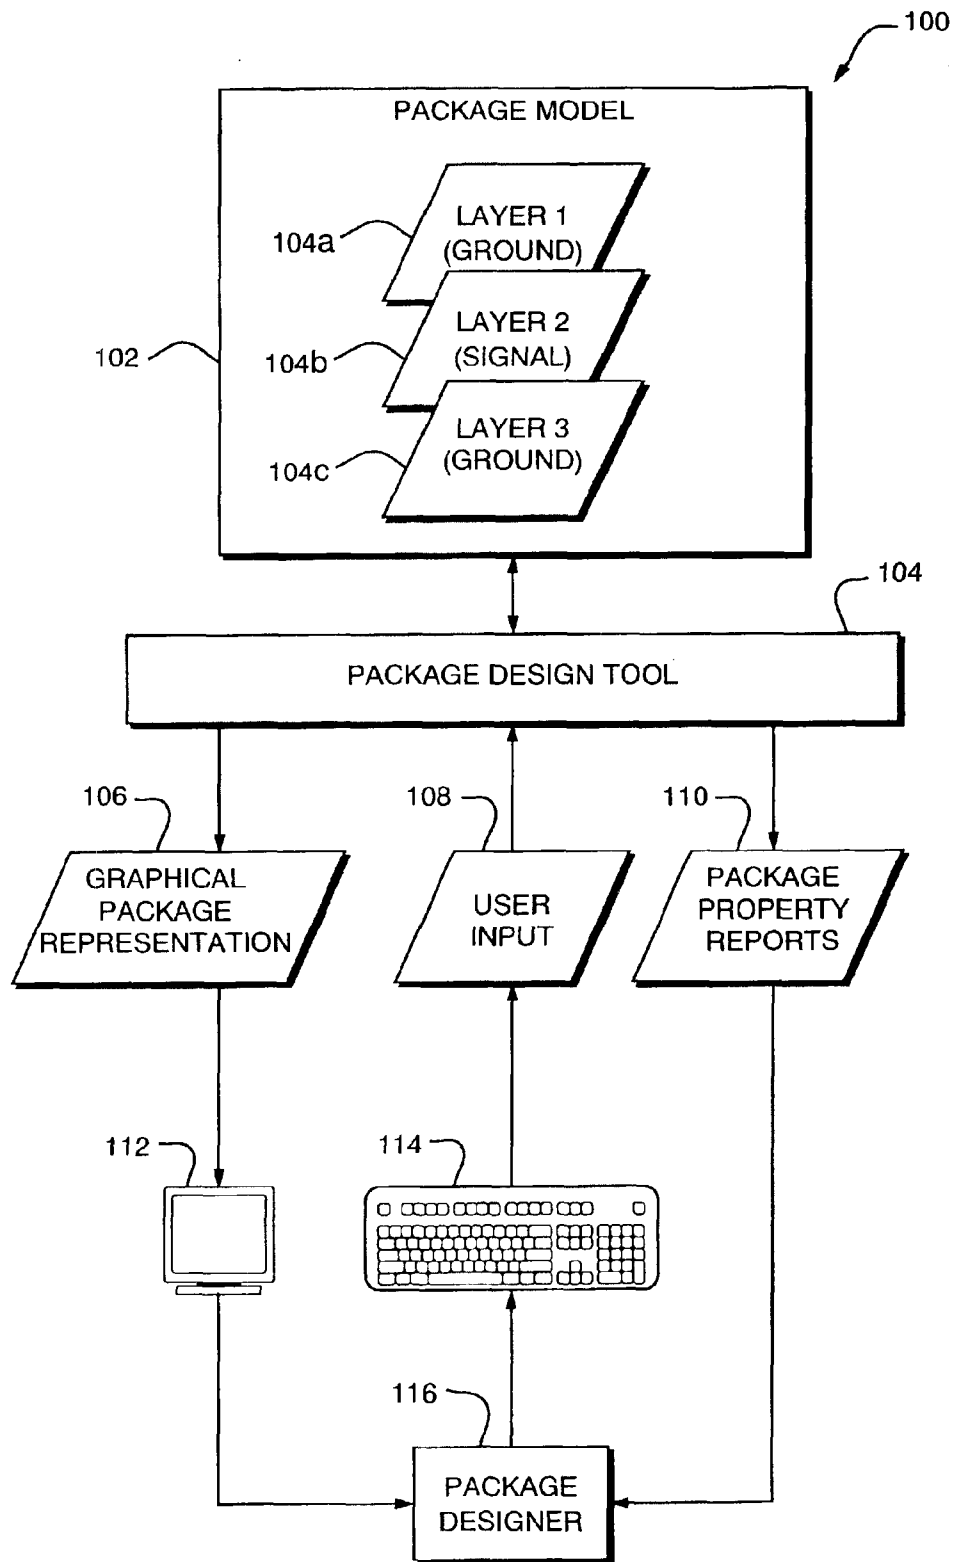 100
PACKAGE MODEL
LAYER 1
(GROUND)
104a
LAYER 2
(SIGNAL)
102
104b
LAYER 3
(GROUND)
104c
104
PACKAGE DESIGN TOOL
106
108
110
GRAPHICAL
PACKAGE
REPRESENTATION
USER
INPUT
PACKAGE
PROPERTY
REPORTS
112
114
116
PACKAGE
DESIGNER